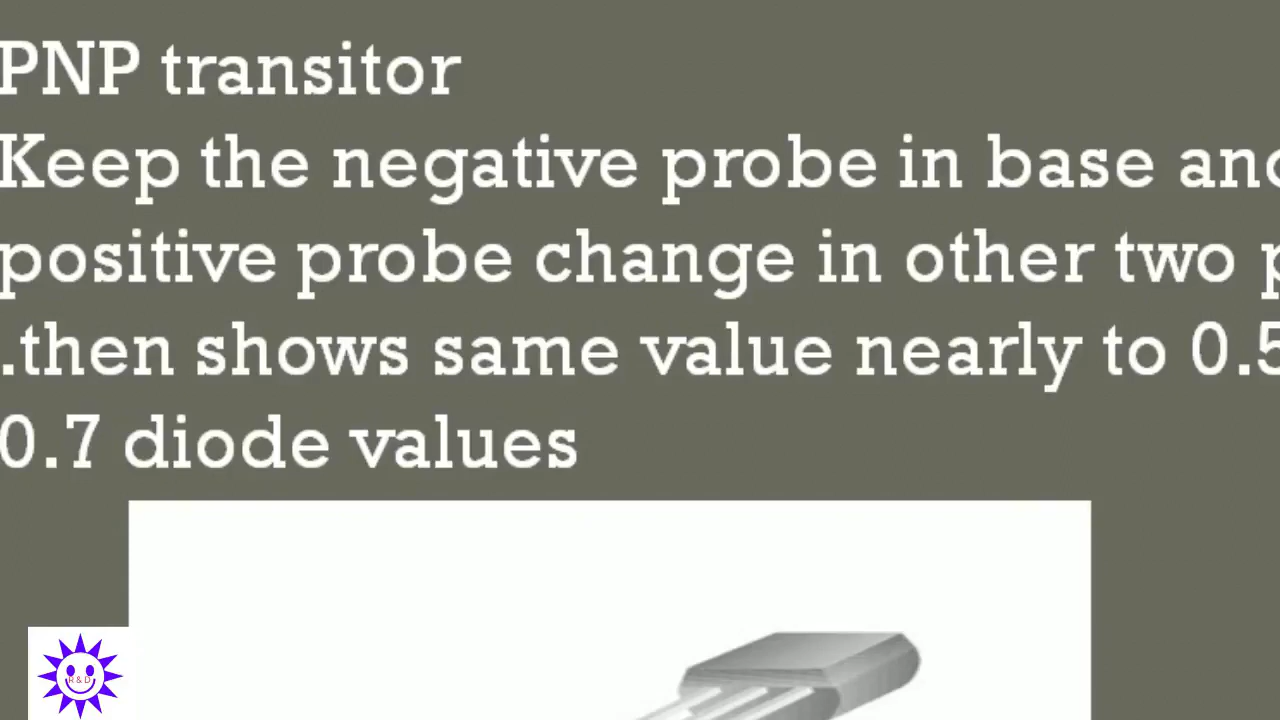 PNP transitor
Keep the negative probe in base and
positive probe change in other two
.then shows same value nearly to 0.5
0.7 diode values
R & D